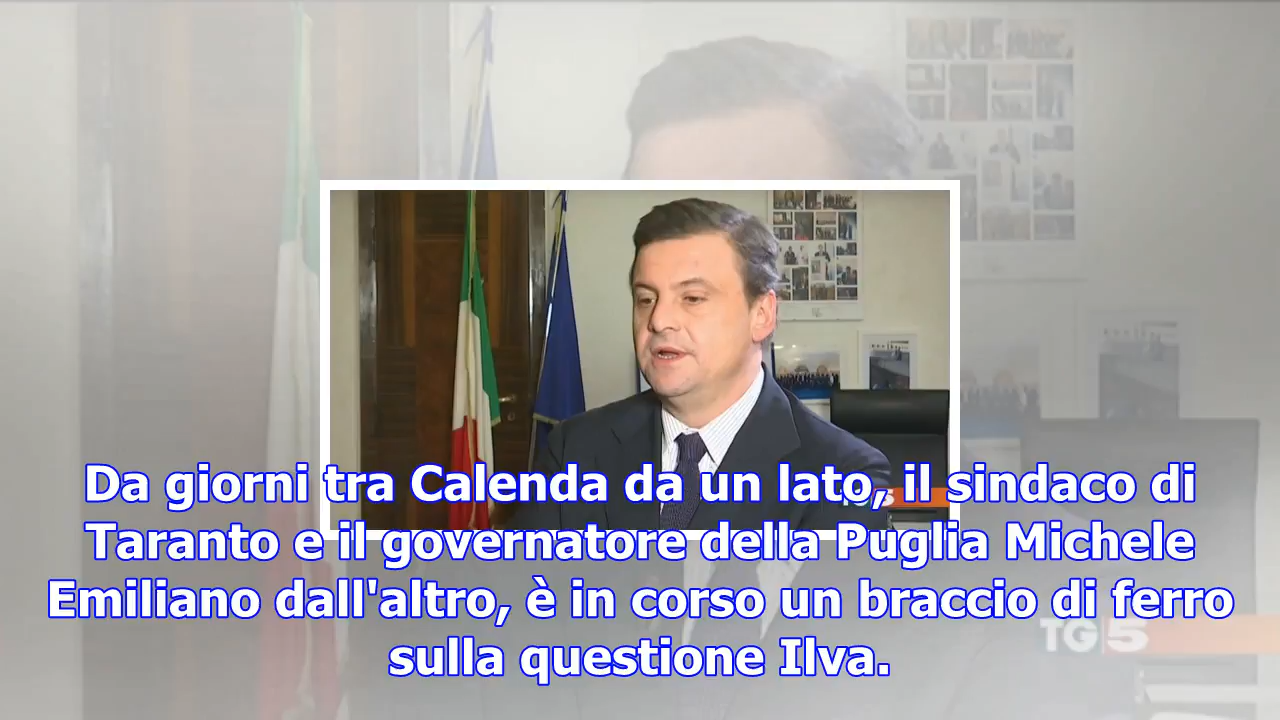 Da giorni tra Calenda da un lato, il sindaco di
Taranto e il governatore della Puglia Michele
Emiliano dall'altro, è in corso un braccio di ferro
sulla questione Ilva.
TG5